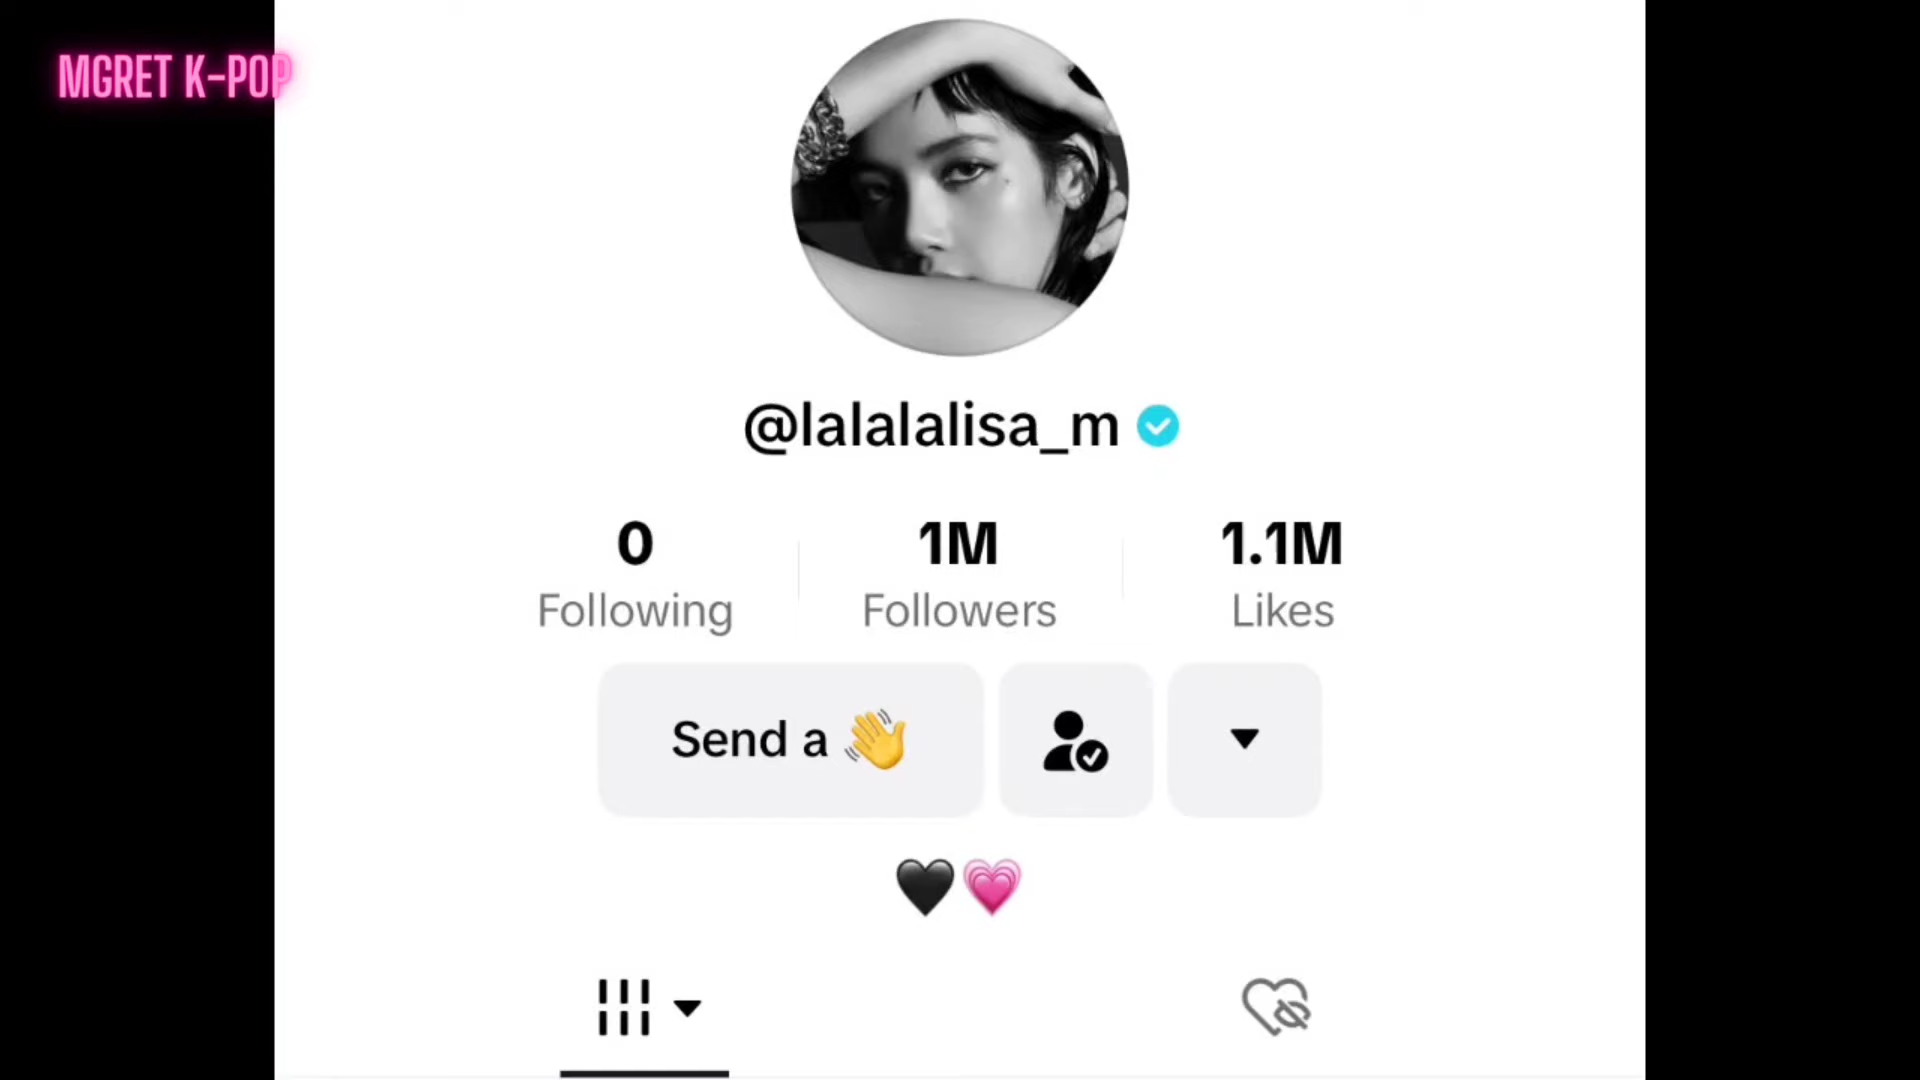 MGRET K-POP
@lalalalisa_m
0 1M 1.1M
Following Followers Likes
Send a 👋
🖤💗